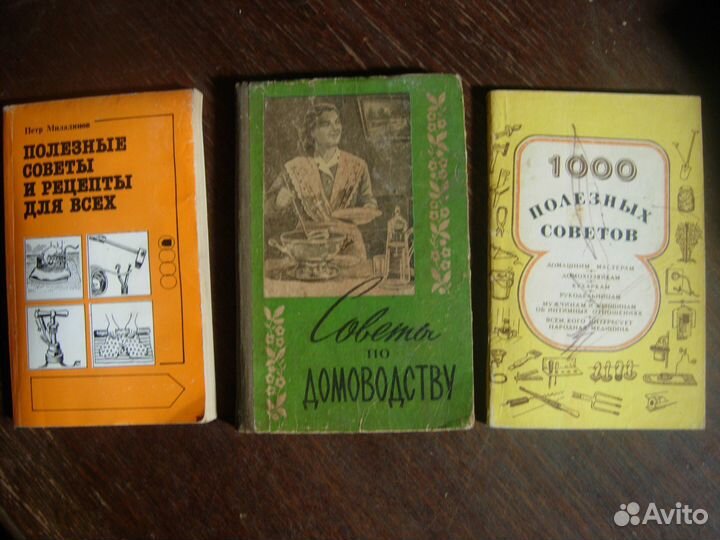 Петр Миладинов
ПОЛЕЗНЫЕ
СОВЕТЫ
И РЕЦЕПТЫ
ДЛЯ ВСЕХ
Советы
по
ДОМОВОДСТВУ
1000
ПОЛЕЗНЫХ
СОВЕТОВ
ДОМАШНИМ МАСТЕРАМ
ДОМОХОЗЯЙКАМ
КУХАРКАМ
РУКОДЕЛЬНИЦАМ
МУЖЧИНАМ И ЖЕНЩИНАМ
ОБ ИНТИМНЫХ ОТНОШЕНИЯХ
ВСЕМ, КОГО ИНТЕРЕСУЕТ
НАРОДНАЯ МЕДИЦИНА
Avito